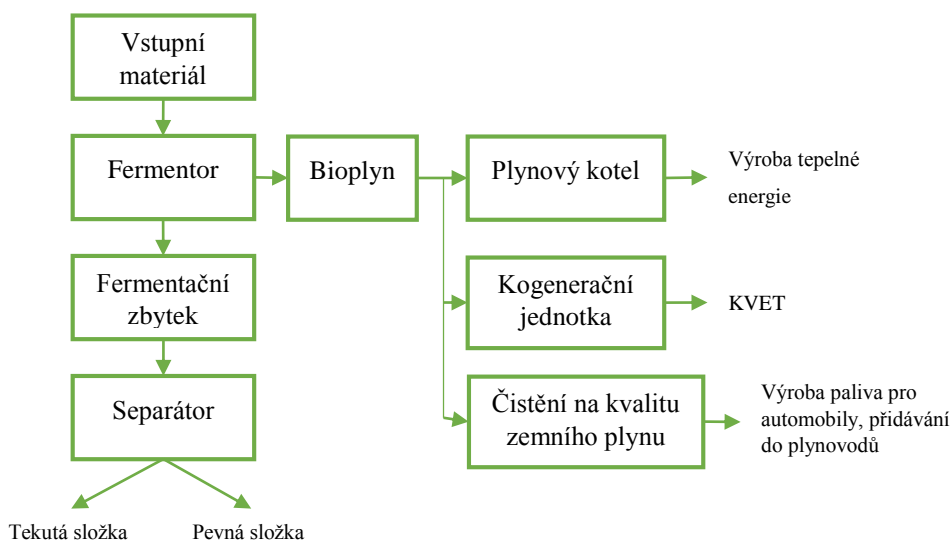 Vstupní
materiál
Fermentor
Bioplyn
Plynový kotel
Výroba tepelné
energie
Fermentační
zbytek
Kogenerační
jednotka
KVET
Separátor
Čistění na kvalitu
zemního plynu
Výroba paliva pro
automobily, přidávání
do plynovodů
Tekutá složka
Pevná složka